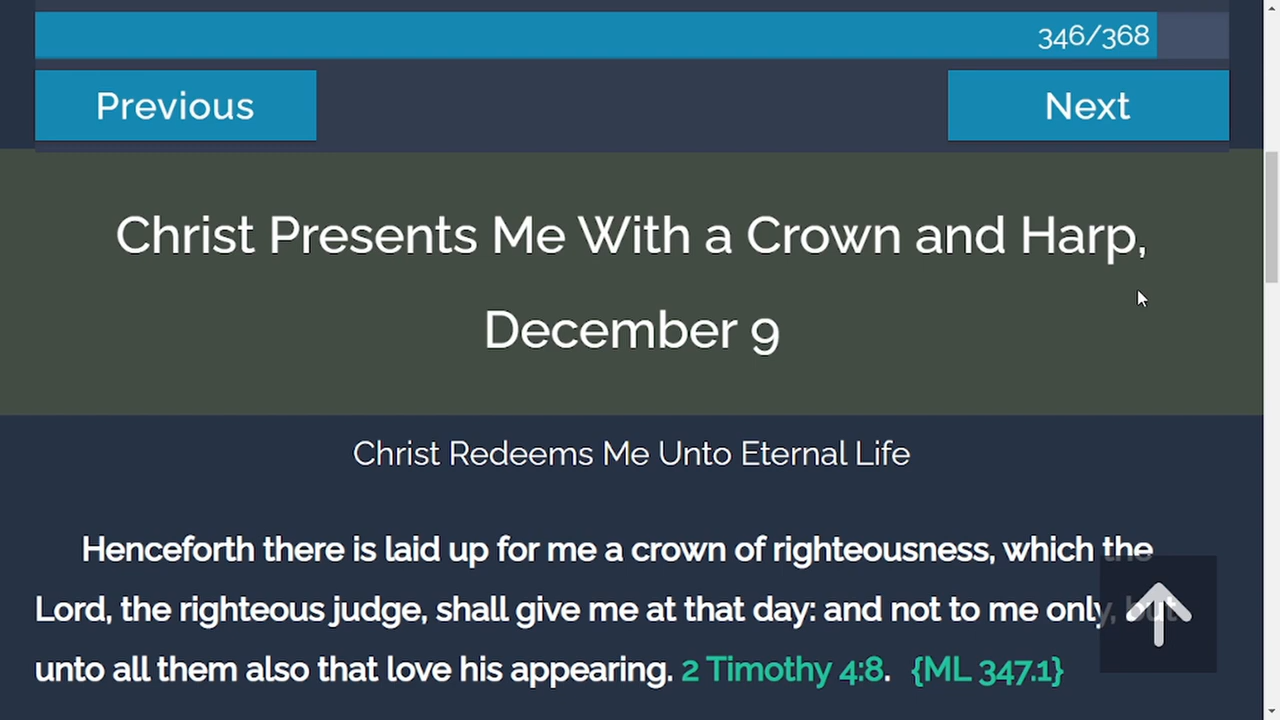 346/368
Previous
Next
Christ Presents Me With a Crown and Harp,
December 9
Christ Redeems Me Unto Eternal Life
Henceforth there is laid up for me a crown of righteousness, which the
Lord, the righteous judge, shall give me at that day: and not to me only, but
unto all them also that love his appearing. 2 Timothy 4:8. {ML 347.1}